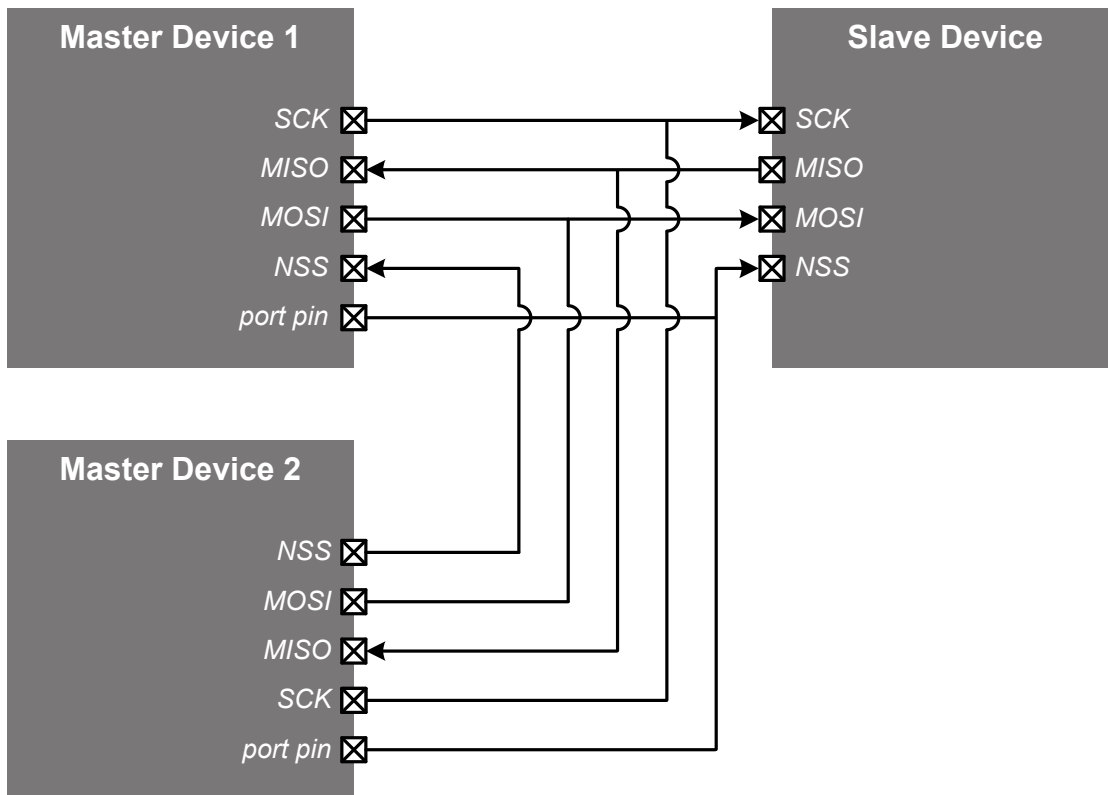 Master Device 1
SCK
MISO
MOSI
NSS
port pin
Slave Device
SCK
MISO
MOSI
NSS
Master Device 2
NSS
MOSI
MISO
SCK
port pin